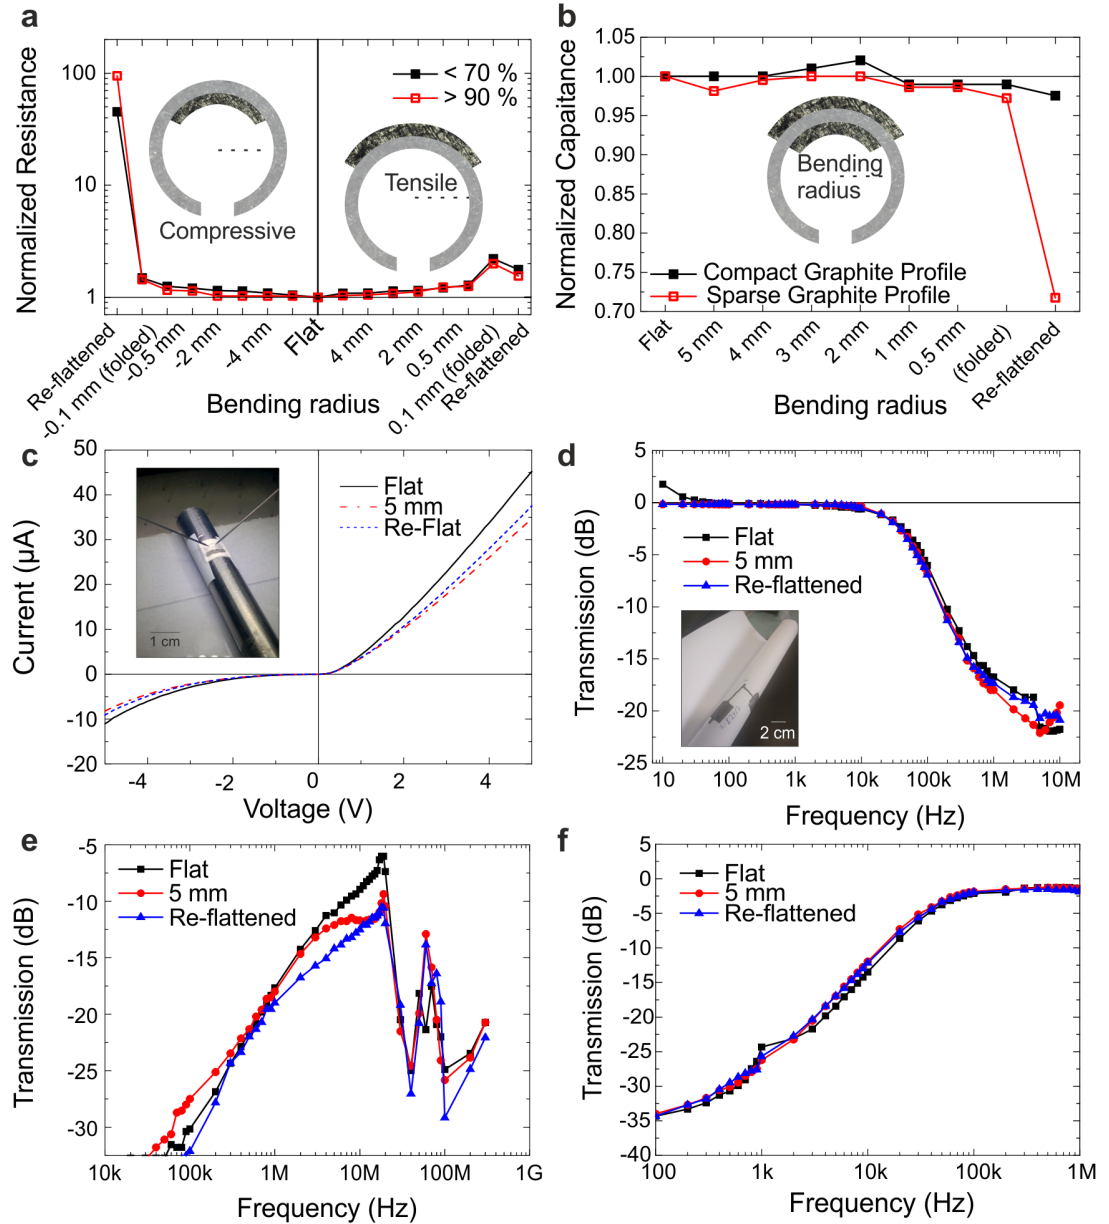 a
Normalized Resistance
100
10
1
< 70 %
> 90 %
Compressive
Tensile
Re-flattened
-0.1 mm (folded)
-0.5 mm
-2 mm
-4 mm
Flat
4 mm
2 mm
0.5 mm
0.1 mm (folded)
Re-flattened
Bending radius
b
Normalized Capaitance
1.05
1.00
0.95
0.90
0.85
0.80
0.75
0.70
Bending
radius
Compact Graphite Profile
Sparse Graphite Profile
Flat
5 mm
4 mm
3 mm
2 mm
1 mm
0.5 mm
(folded)
Re-flattened
Bending radius
c
Current (µA)
50
40
30
20
10
0
-10
-20
Flat
5 mm
Re-Flat
1 cm
-4 -2 0 2 4
Voltage (V)
d
Transmission (dB)
5
0
-5
-10
-15
-20
-25
Flat
5 mm
Re-flattened
2 cm
10 100 1k 10k 100k 1M 10M
Frequency (Hz)
e
Transmission (dB)
-5
-10
-15
-20
-25
-30
Flat
5 mm
Re-flattened
10k 100k 1M 10M 100M 1G
Frequency (Hz)
f
Transmission (dB)
5
0
-5
-10
-15
-20
-25
-30
-35
-40
Flat
5 mm
Re-flattened
100 1k 10k 100k 1M
Frequency (Hz)